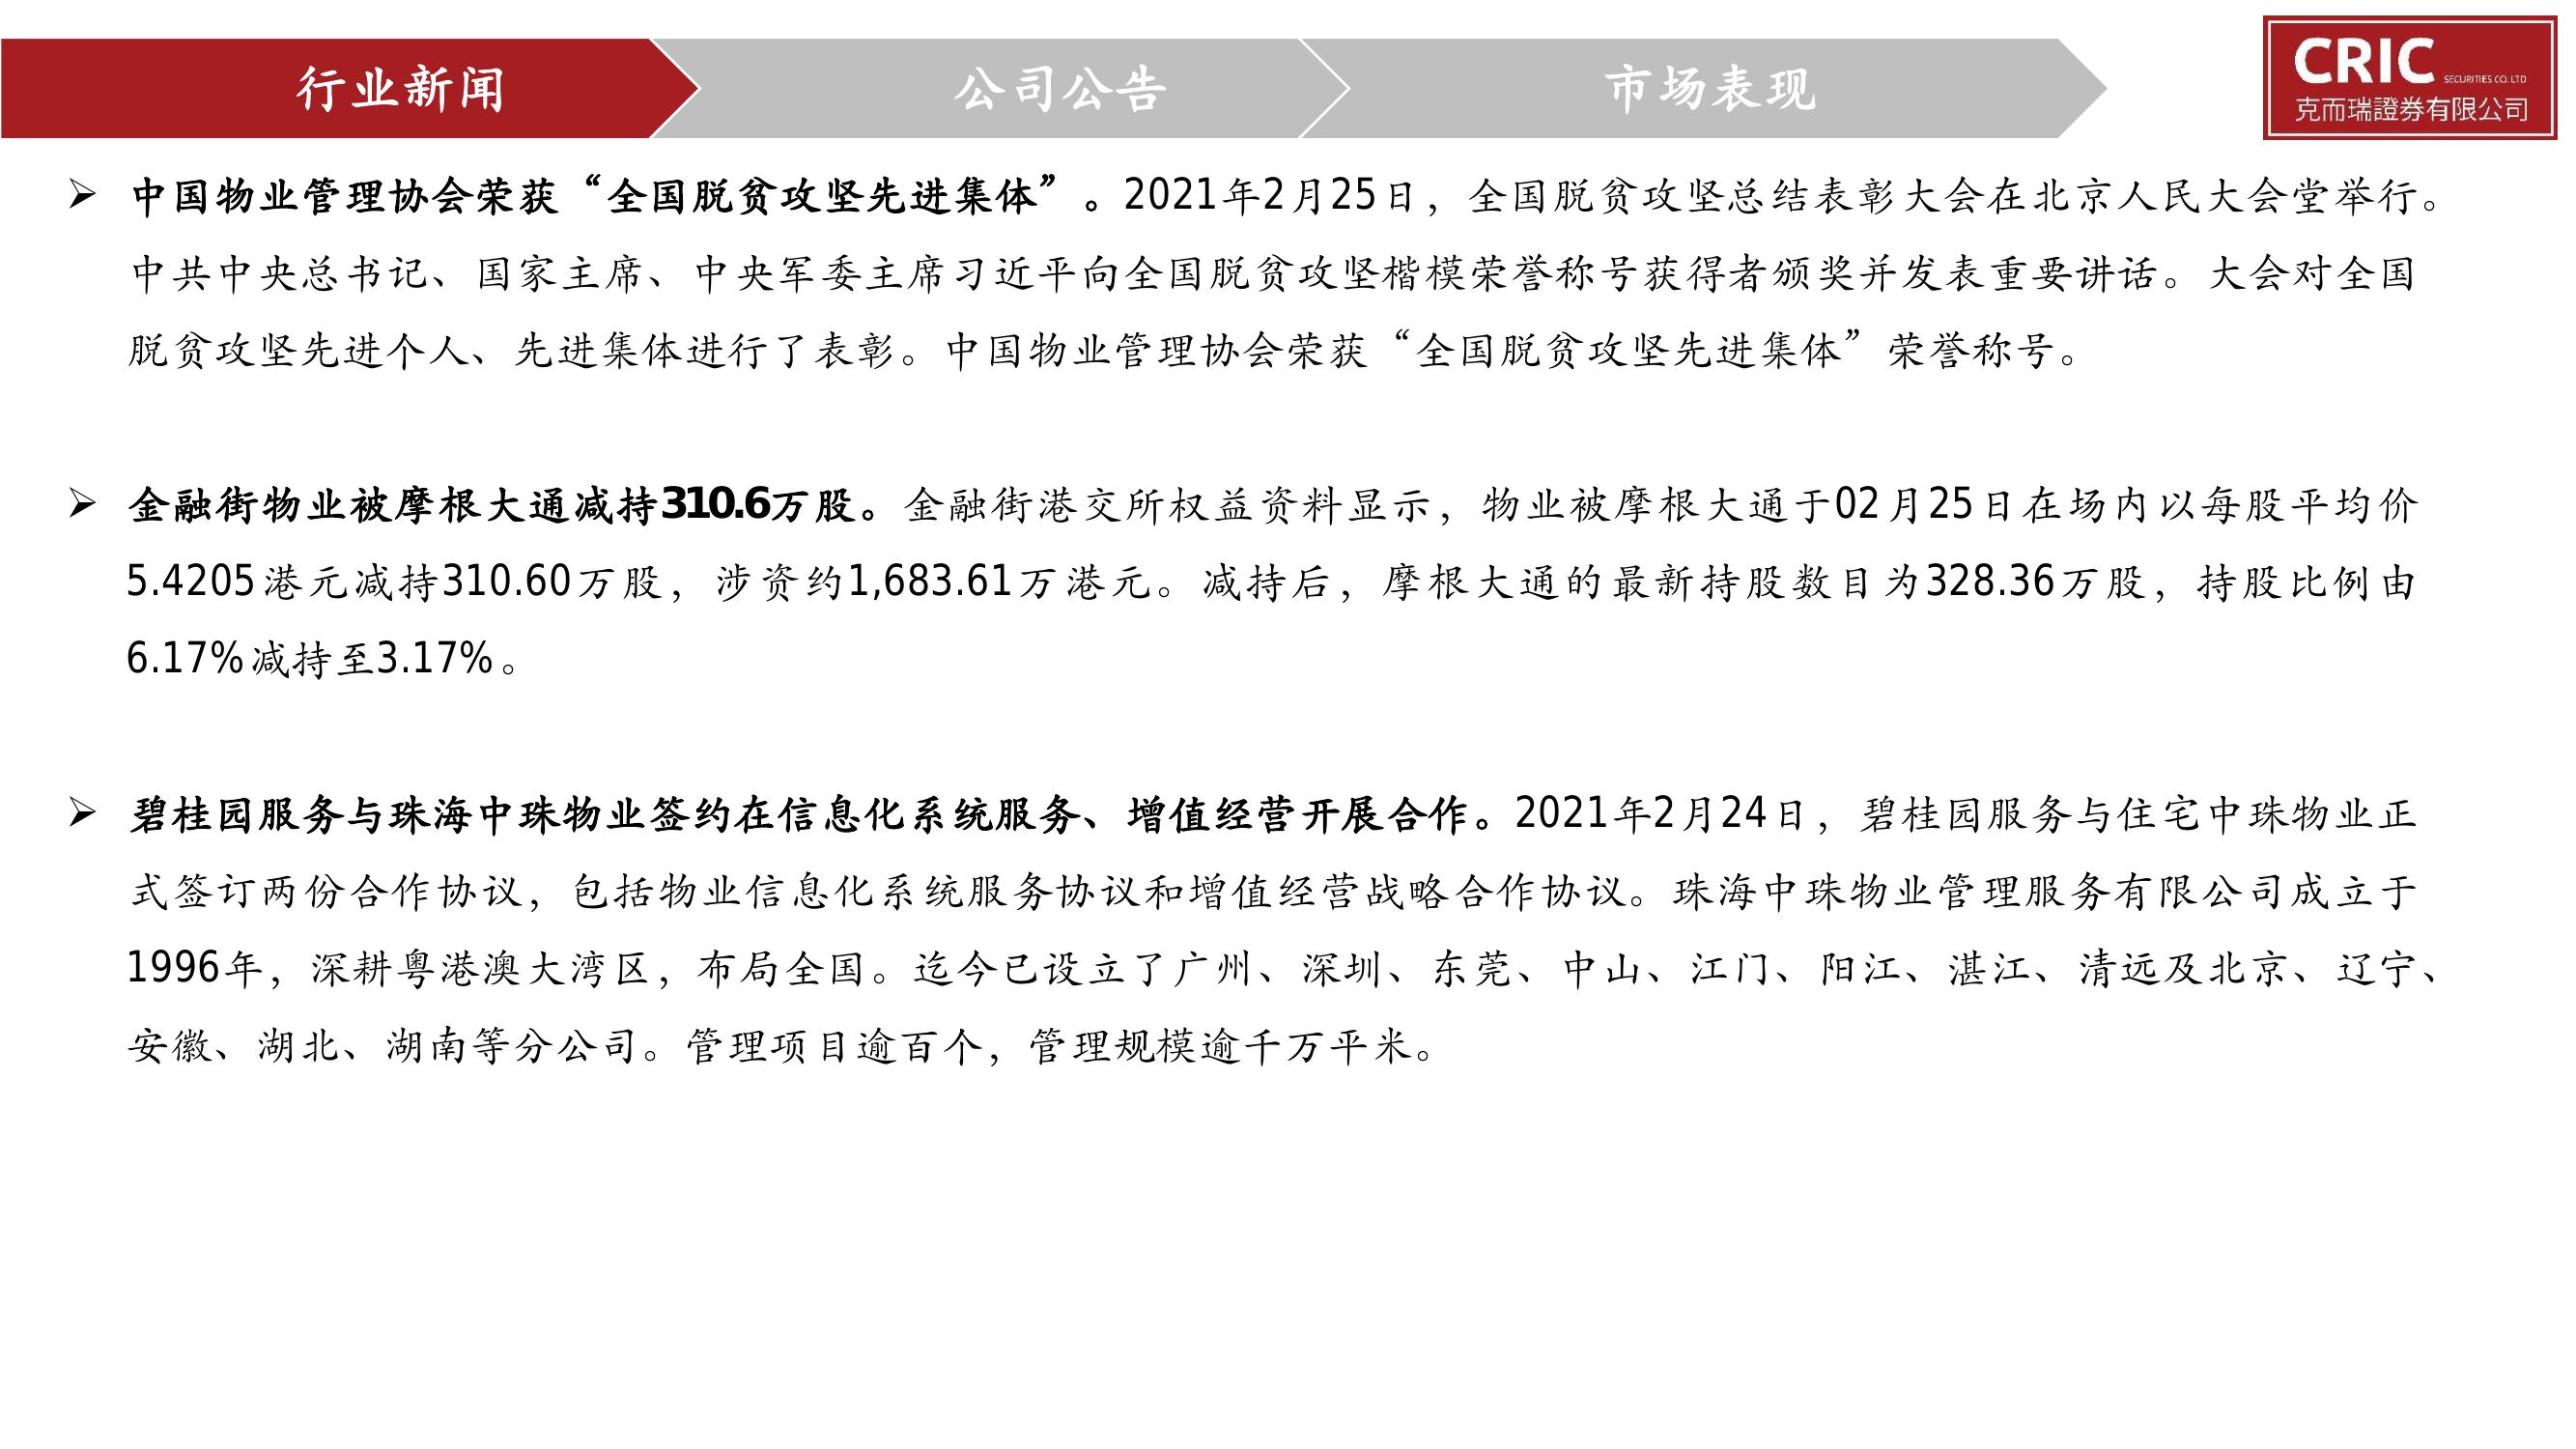 行业新闻
公司公告
市场表现
CRIC SECURITIES CO. LTD
克而瑞證券有限公司
➢ 中国物业管理协会荣获“全国脱贫攻坚先进集体”。2021年2月25日，全国脱贫攻坚总结表彰大会在北京人民大会堂举行。
中共中央总书记、国家主席、中央军委主席习近平向全国脱贫攻坚楷模荣誉称号获得者颁奖并发表重要讲话。大会对全国
脱贫攻坚先进个人、先进集体进行了表彰。中国物业管理协会荣获“全国脱贫攻坚先进集体”荣誉称号。
➢ 金融街物业被摩根大通减持310.6万股。金融街港交所权益资料显示，物业被摩根大通于02月25日在场内以每股平均价
5.4205港元减持310.60万股，涉资约1,683.61万港元。减持后，摩根大通的最新持股数目为328.36万股，持股比例由
6.17%减持至3.17%。
➢ 碧桂园服务与珠海中珠物业签约在信息化系统服务、增值经营开展合作。2021年2月24日，碧桂园服务与住宅中珠物业正
式签订两份合作协议，包括物业信息化系统服务协议和增值经营战略合作协议。珠海中珠物业管理服务有限公司成立于
1996年，深耕粤港澳大湾区，布局全国。迄今已设立了广州、深圳、东莞、中山、江门、阳江、湛江、清远及北京、辽宁、
安徽、湖北、湖南等分公司。管理项目逾百个，管理规模逾千万平米。